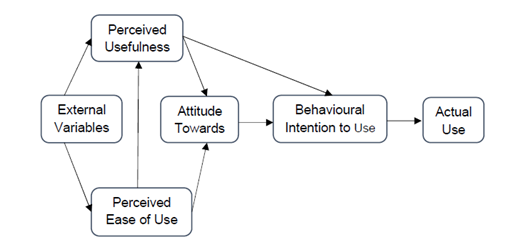 Perceived
Usefulness
External
Variables
Attitude
Towards
Behavioural
Intention to Use
Actual
Use
Perceived
Ease of Use